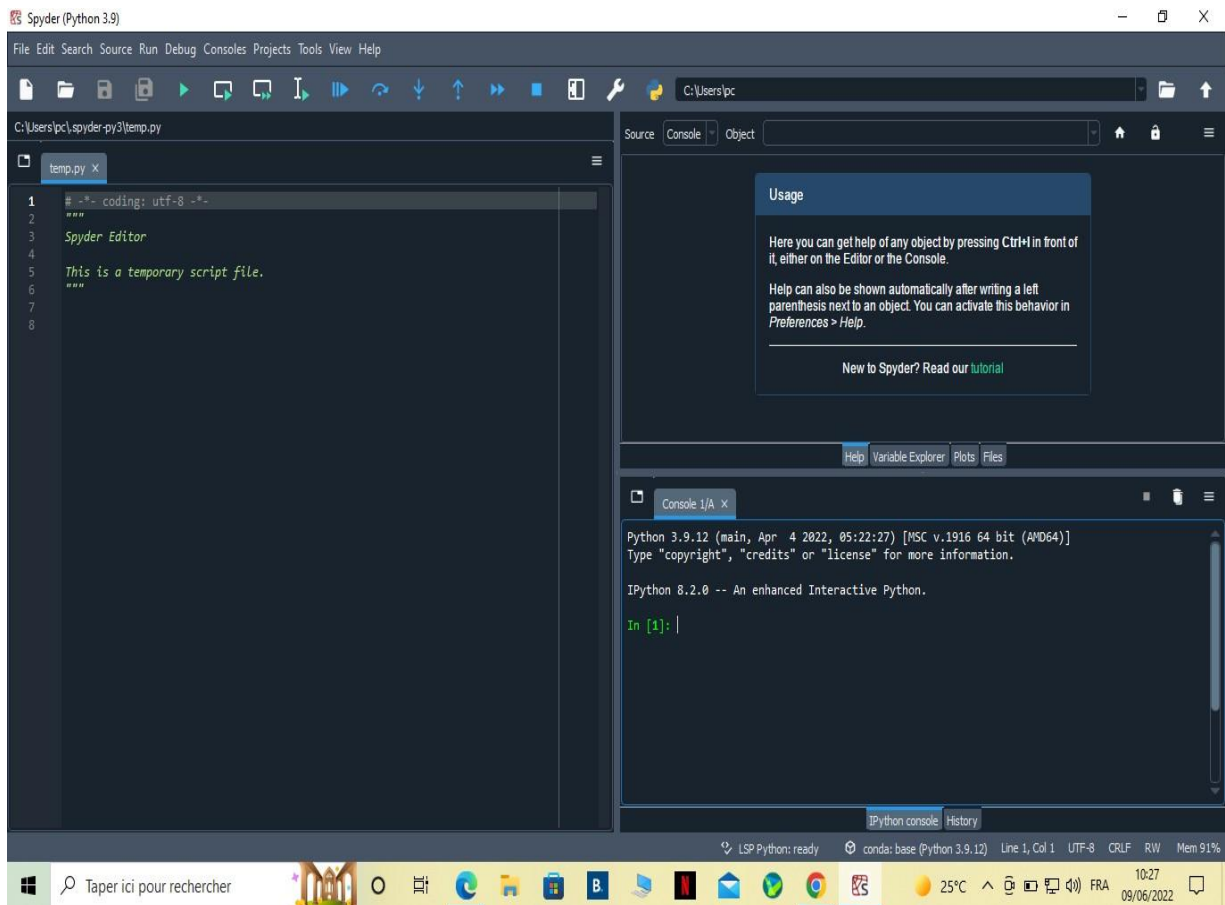 Spyder (Python 3.9)
File Edit Search Source Run Debug Consoles Projects Tools View Help
C:\Users\pc
C:\Users\pc\.spyder-py3\temp.py
temp.py
1 # -*- coding: utf-8 -*-
2 """
3 Spyder Editor
4
5 This is a temporary script file.
6 """
7
8
Source Console Object
Usage
Here you can get help of any object by pressing Ctrl+I in front of
it, either on the Editor or the Console.
Help can also be shown automatically after writing a left
parenthesis next to an object. You can activate this behavior in
Preferences > Help.
New to Spyder? Read our tutorial
Help Variable Explorer Plots Files
Console 1/A
Python 3.9.12 (main, Apr  4 2022, 05:22:27) [MSC v.1916 64 bit (AMD64)]
Type "copyright", "credits" or "license" for more information.
IPython 8.2.0 -- An enhanced Interactive Python.
In [1]:
IPython console History
LSP Python: ready conda: base (Python 3.9.12) Line 1, Col 1 UTF-8 CRLF RW Mem 91%
Taper ici pour rechercher
B.
N
25°C
FRA
10:27
09/06/2022